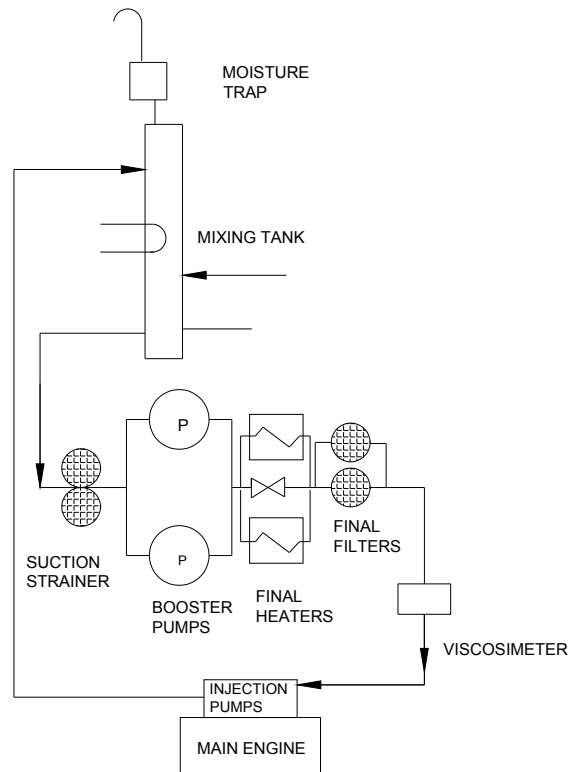 MOISTURE
TRAP
MIXING TANK
P
P
SUCTION
STRAINER
BOOSTER
PUMPS
FINAL
HEATERS
FINAL
FILTERS
VISCOSIMETER
INJECTION
PUMPS
MAIN ENGINE